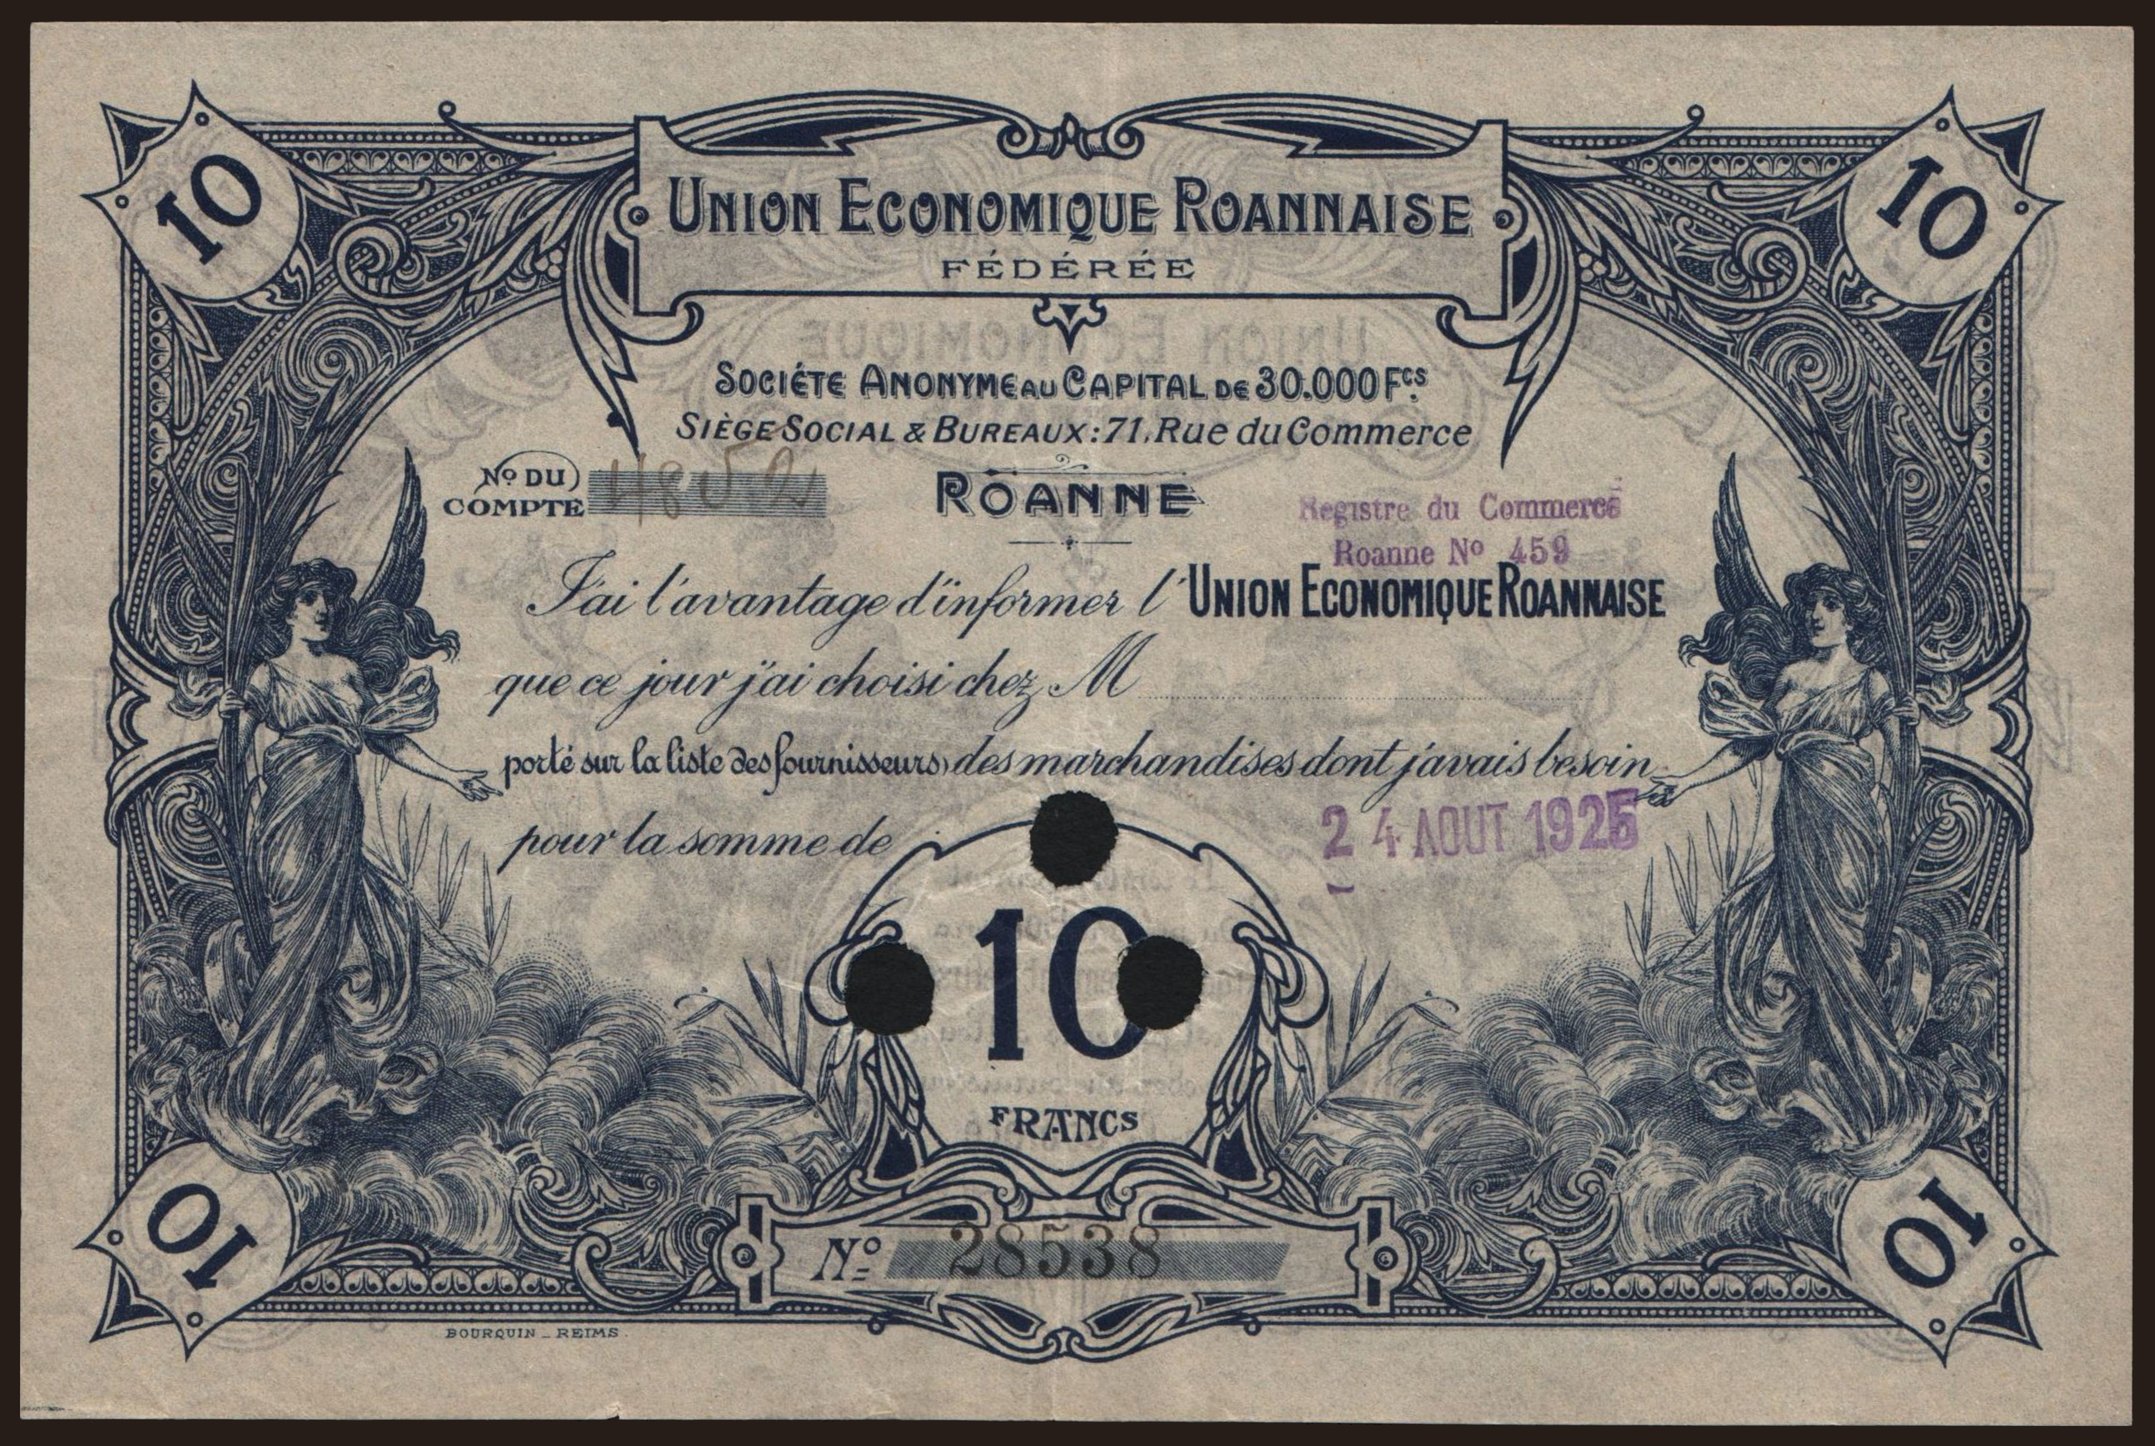 10
10
UNION ECONOMIQUE ROANNAISE
FÉDÉRÉE
SOCIÉTE ANONYME AU CAPITAL DE 30.000 Fcs.
SIÈGE SOCIAL & BUREAUX: 71, Rue du Commerce
No DU COMPTE
ROANNE
Registre du Commerce
Roanne No 459
J'ai l'avantage d'informer l'UNION ECONOMIQUE ROANNAISE
que ce jour j'ai choisi chez M
porté sur la liste des fournisseurs) des marchandises dont j'avais besoin
pour la somme de
24 AOUT 1925
10
FRANCS
No 28538
10
10
BOURQUIN _ REIMS.